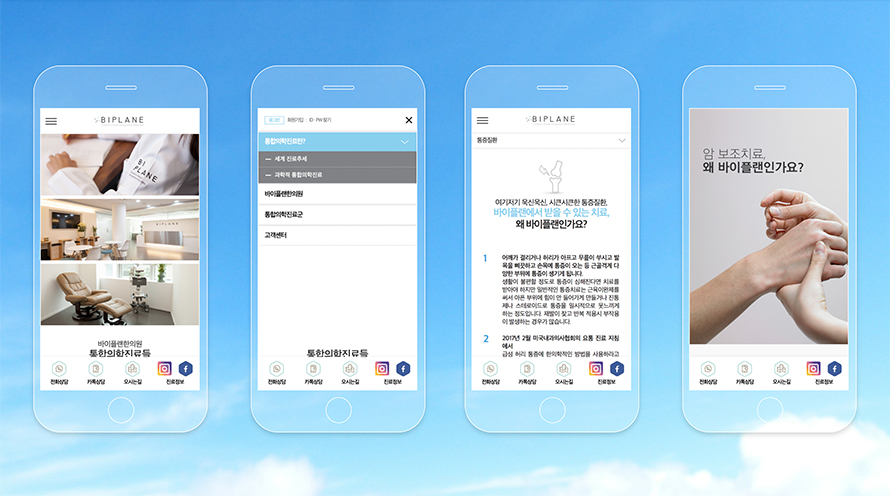 BIPLANE
BI
PLANE
바이플랜한의원
통합의학진료들
전화상담
카톡상담
오시는길
진료정보
로그인
회원가입
ID · PW 찾기
통합의학진료란?
세계 진료추세
과학적 통합의학진료
바이플랜한의원
통합의학진료군
고객센터
통합의학진료들
전화상담
카톡상담
오시는길
진료정보
BIPLANE
통증질환
여기저기 욱신욱신, 시큰시큰한 통증질환,
바이플랜에서 받을 수 있는 치료,
왜 바이플랜인가요?
1
어깨가 결리거나 허리가 아프고 무릎이 부시고 발
목을 삐끗하고 손목에 통증이 오는 등 근골격계 다
양한 부위에 통증이 생기게 됩니다.
생활이 불편할 정도로 통증이 심해진다면 치료를
받아야 하지만 일반적인 통증치료는 근육이완제를
써서 아픈 부위에 힘이 안 들어가게 만들거나 진통
제나 스테로이드로 통증을 일시적으로 못느끼게
하는 정도입니다. 재발이 잦고 반복 적용시 부작용
이 발생하는 경우가 많습니다.
2
2017년 2월 미국내과의사협회의 요통 진료 지침
에서
급성 허리 통증에 한의학적인 방법을 사용하라고
전화상담
카톡상담
오시는길
진료정보
암 보조치료,
왜 바이플랜인가요?
전화상담
카톡상담
오시는길
진료정보